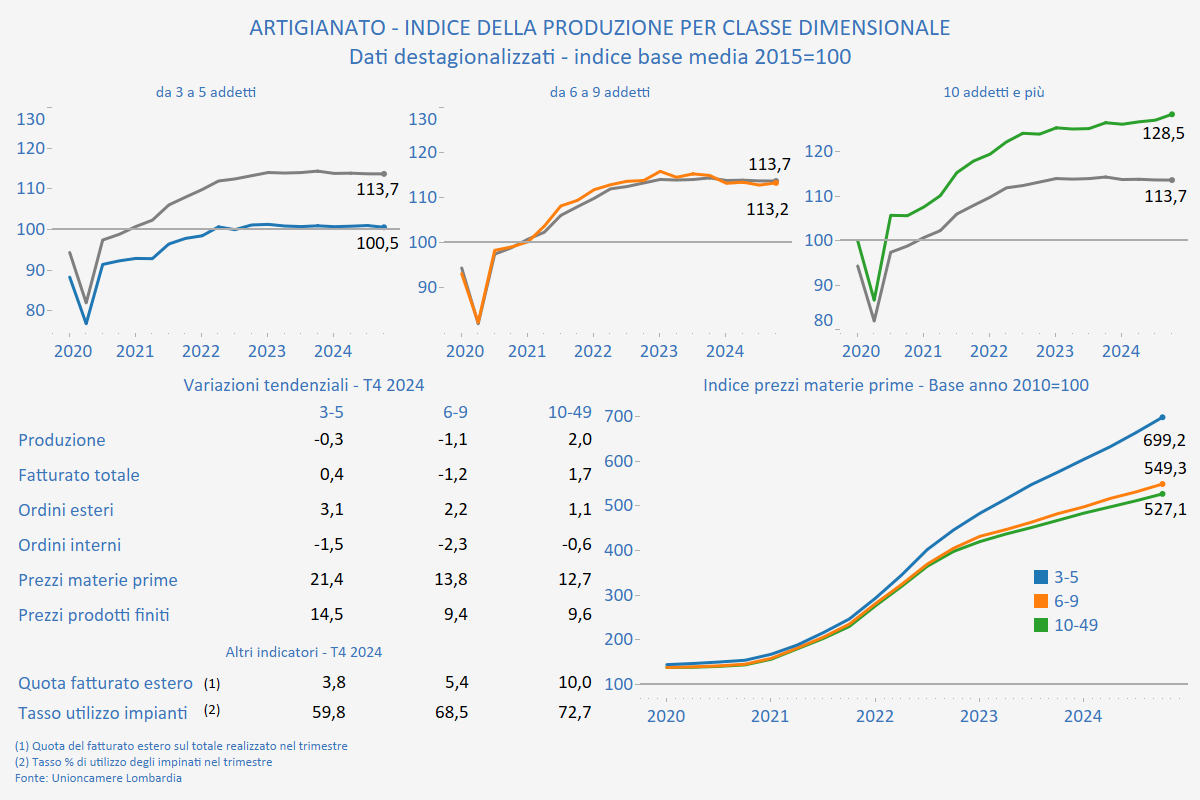 ARTIGIANATO - INDICE DELLA PRODUZIONE PER CLASSE DIMENSIONALE
Dati destagionalizzati - indice base media 2015=100
da 3 a 5 addetti
130
120
110
100
90
80
113,7
100,5
2020 2021 2022 2023 2024
da 6 a 9 addetti
130
120
110
100
90
113,7
113,2
2020 2021 2022 2023 2024
10 addetti e più
120
110
100
90
80
128,5
113,7
2020 2021 2022 2023 2024
Variazioni tendenziali - T4 2024
3-5 6-9 10-49
Produzione -0,3 -1,1 2,0
Fatturato totale 0,4 -1,2 1,7
Ordini esteri 3,1 2,2 1,1
Ordini interni -1,5 -2,3 -0,6
Prezzi materie prime 21,4 13,8 12,7
Prezzi prodotti finiti 14,5 9,4 9,6
Altri indicatori - T4 2024
Quota fatturato estero (1) 3,8 5,4 10,0
Tasso utilizzo impianti (2) 59,8 68,5 72,7
Indice prezzi materie prime - Base anno 2010=100
700
600
500
400
300
200
100
699,2
549,3
527,1
3-5
6-9
10-49
2020 2021 2022 2023 2024
(1) Quota del fatturato estero sul totale realizzato nel trimestre
(2) Tasso % di utilizzo degli impinati nel trimestre
Fonte: Unioncamere Lombardia